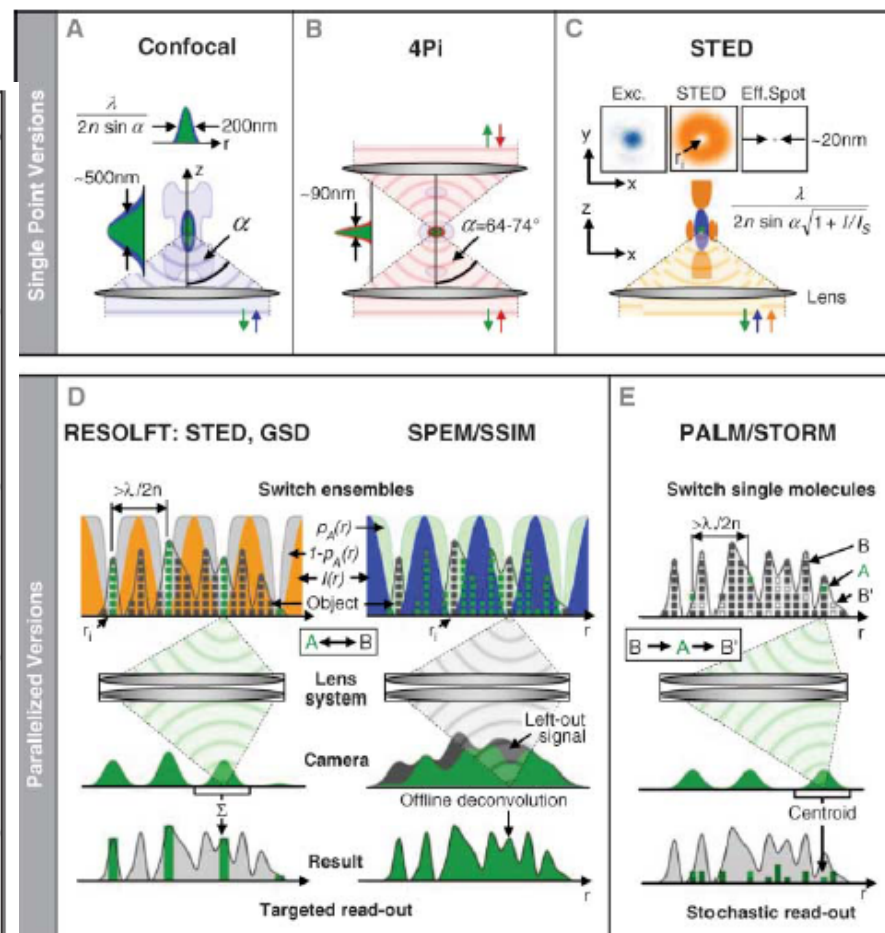 Single Point Versions
A
Confocal
λ
2n sin α
200nm
r
~500nm
z
α
B
4Pi
~90nm
α=64-74°
C
STED
Exc.
STED
Eff.Spot
y
r_i
~20nm
x
z
x
λ
2n sin α√1 + I/I_S
Lens
Parallelized Versions
D
RESOLFT: STED, GSD
SPEM/SSIM
>λ/2n
Switch ensembles
p_A(r)
1-p_A(r)
I(r)
Object
r_i
A
B
r_i
r
Lens
system
Left-out
signal
Camera
Σ
Offline deconvolution
Result
r
Targeted read-out
E
PALM/STORM
Switch single molecules
>λ/2n
B
A
B'
r
B
A
B'
Centroid
r
Stochastic read-out